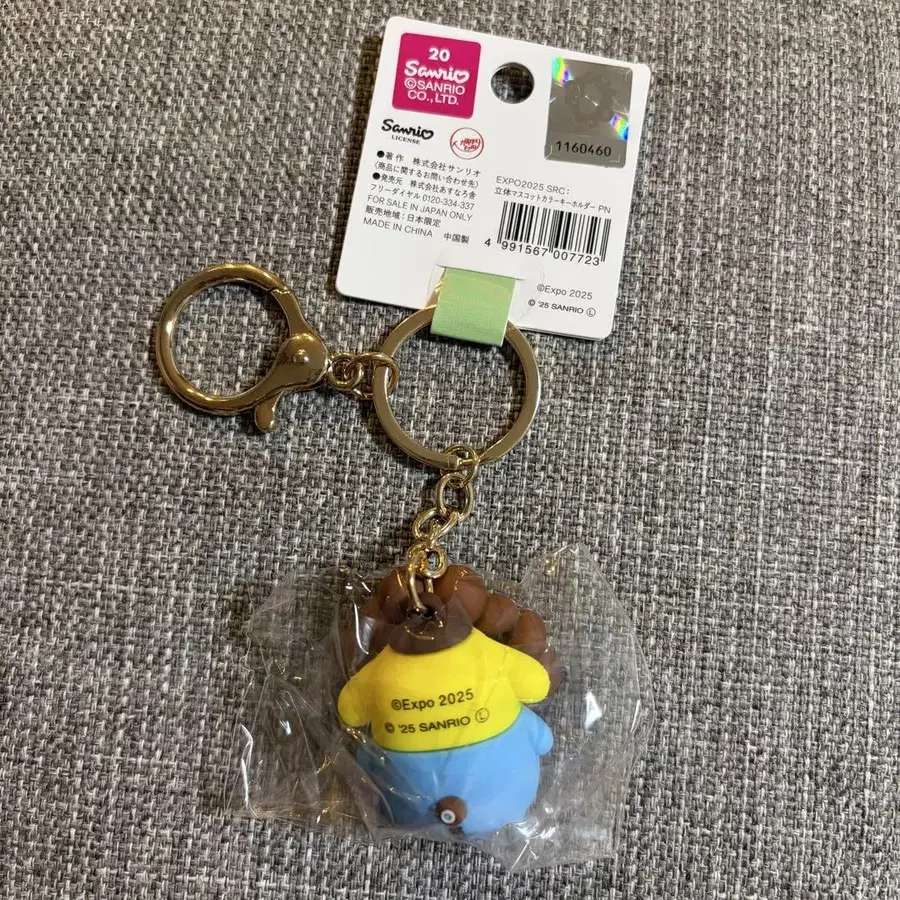 20
Sanrio
©SANRIO
CO., LTD.
Sanrio
LICENSE
Happy
1160460
●著作 株式会社サンリオ
〈商品に関するお問い合わせ先〉
●発売元 株式会社あすなろ舎
フリーダイヤル 0120-334-337
FOR SALE IN JAPAN ONLY
販売地域:日本限定
MADE IN CHINA 中国製
EXPO2025 SRC:
立体マスコットカラーキーホルダー PN
4 991567 007723
©Expo 2025
© '25 SANRIO Ⓛ
©Expo 2025
© '25 SANRIO Ⓛ